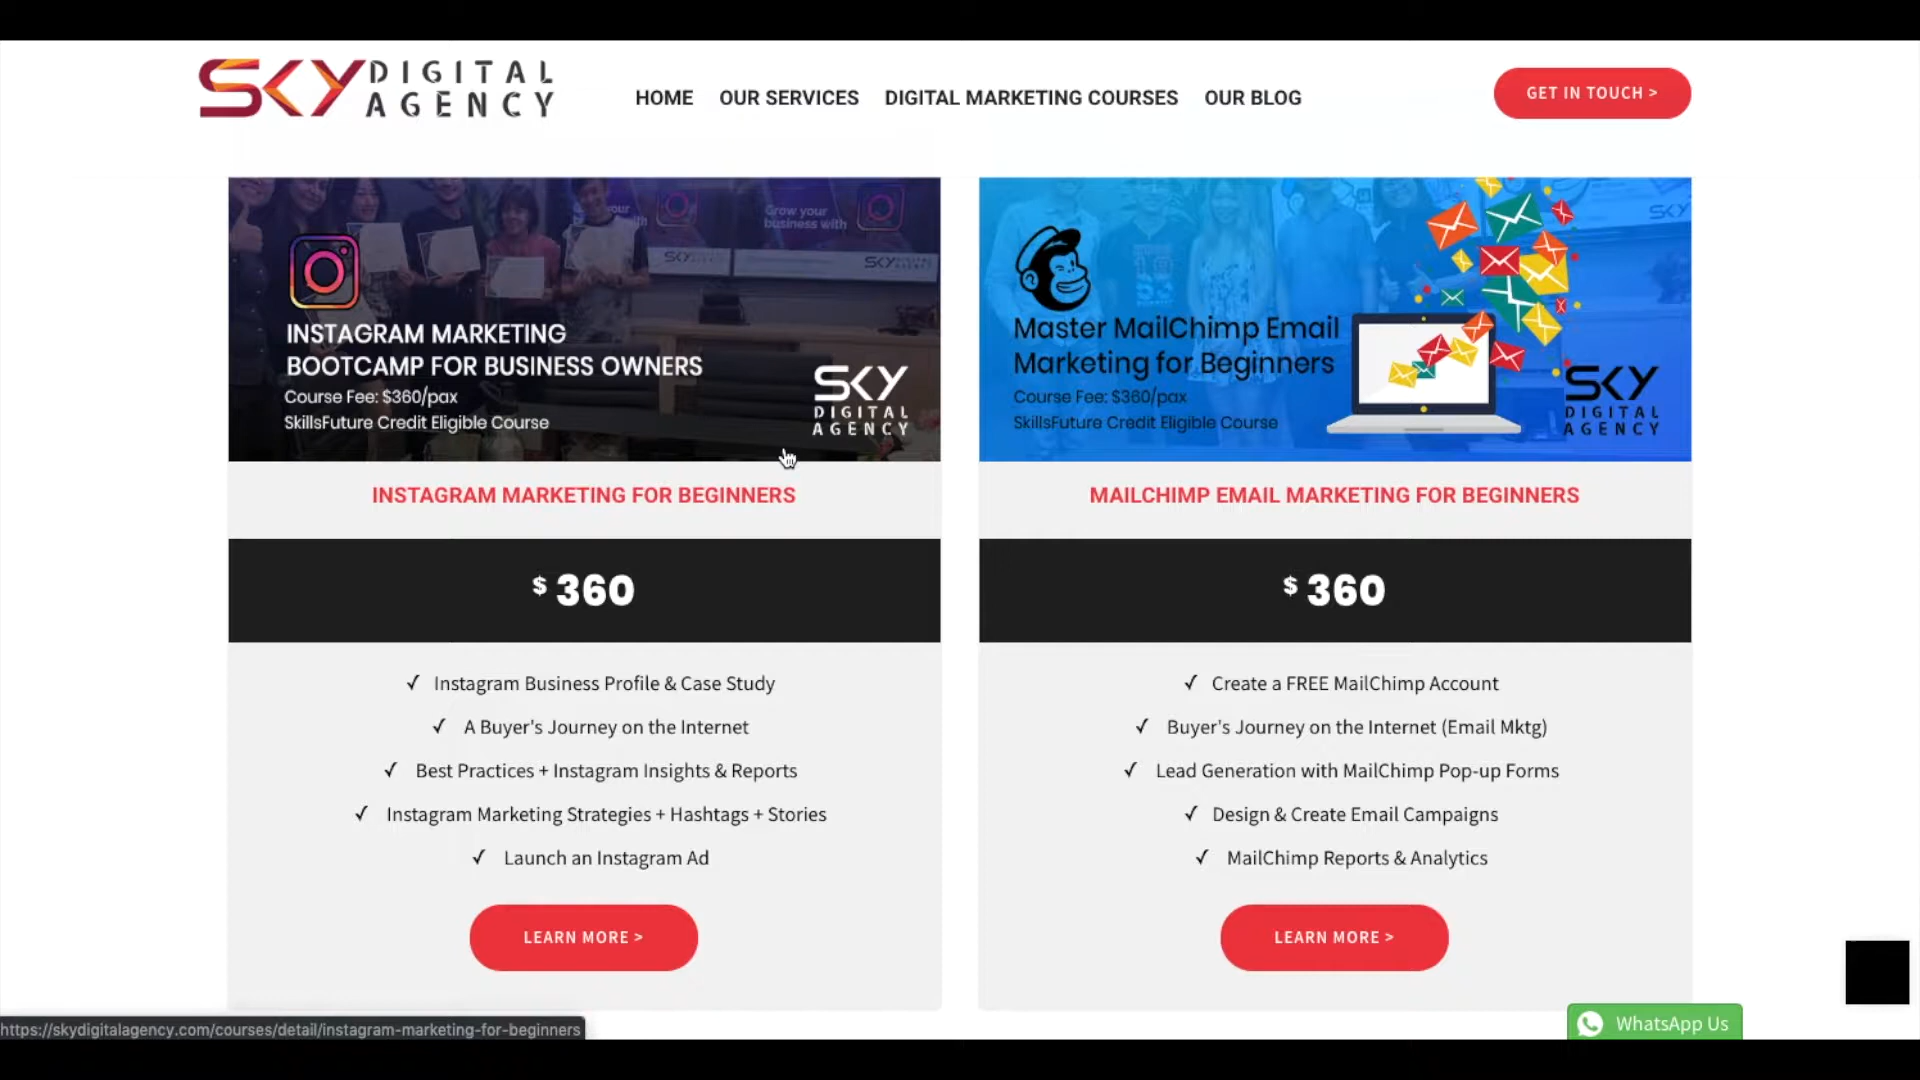 SKY DIGITAL AGENCY
HOME
OUR SERVICES
DIGITAL MARKETING COURSES
OUR BLOG
GET IN TOUCH >
your
with
Grow your
business with
SKY
SKY
AGENCY
INSTAGRAM MARKETING
BOOTCAMP FOR BUSINESS OWNERS
Course Fee: $360/pax
SkillsFuture Credit Eligible Course
SKY
DIGITAL
AGENCY
INSTAGRAM MARKETING FOR BEGINNERS
$ 360
✓ Instagram Business Profile & Case Study
✓ A Buyer's Journey on the Internet
✓ Best Practices + Instagram Insights & Reports
✓ Instagram Marketing Strategies + Hashtags + Stories
✓ Launch an Instagram Ad
LEARN MORE >
SKY
Master MailChimp Email
Marketing for Beginners
Course Fee: $360/pax
SkillsFuture Credit Eligible Course
SKY
DIGITAL
AGENCY
MAILCHIMP EMAIL MARKETING FOR BEGINNERS
$ 360
✓ Create a FREE MailChimp Account
✓ Buyer's Journey on the Internet (Email Mktg)
✓ Lead Generation with MailChimp Pop-up Forms
✓ Design & Create Email Campaigns
✓ MailChimp Reports & Analytics
LEARN MORE >
https://skydigitalagency.com/courses/detail/instagram-marketing-for-beginners
WhatsApp Us